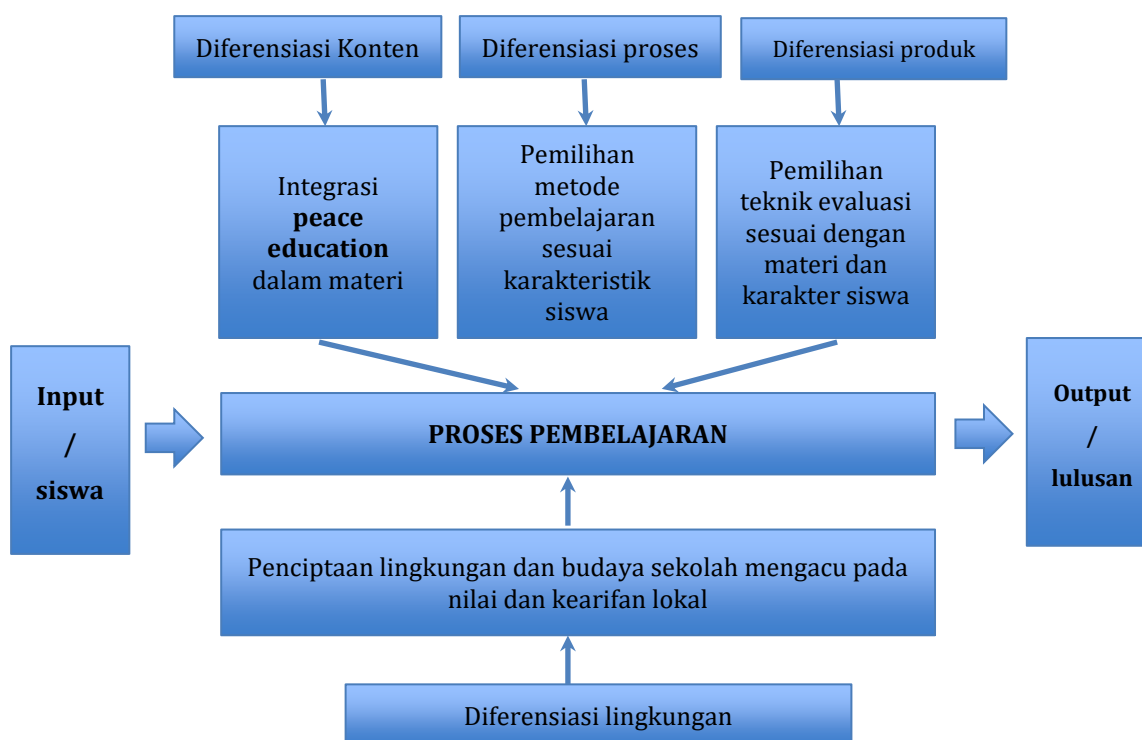 Diferensiasi Konten
Diferensiasi proses
Diferensiasi produk
Integrasi
peace
education
dalam materi
Pemilihan
metode
pembelajaran
sesuai
karakteristik
siswa
Pemilihan
teknik evaluasi
sesuai dengan
materi dan
karakter siswa
Input
/
siswa
PROSES PEMBELAJARAN
Output
/
lulusan
Penciptaan lingkungan dan budaya sekolah mengacu pada
nilai dan kearifan lokal
Diferensiasi lingkungan